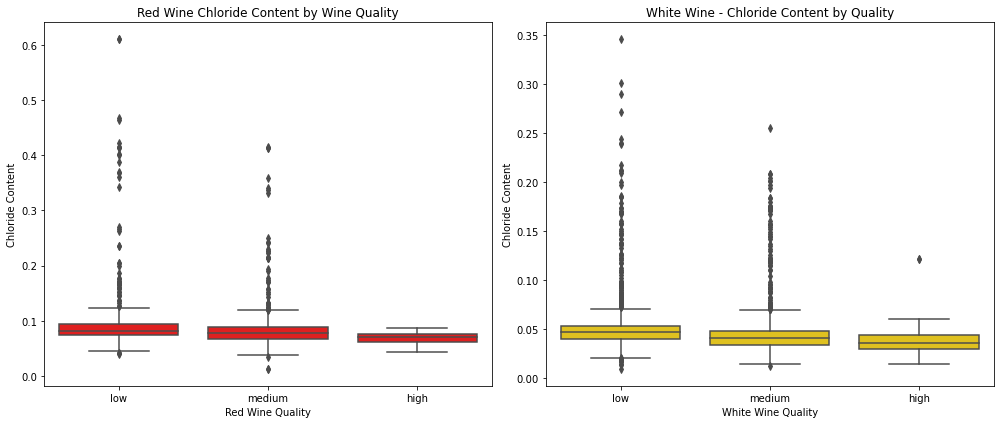 Red Wine Chloride Content by Wine Quality
Chloride Content
0.6
0.5
0.4
0.3
0.2
0.1
0.0
low medium high
Red Wine Quality
White Wine - Chloride Content by Quality
Chloride Content
0.35
0.30
0.25
0.20
0.15
0.10
0.05
0.00
low medium high
White Wine Quality